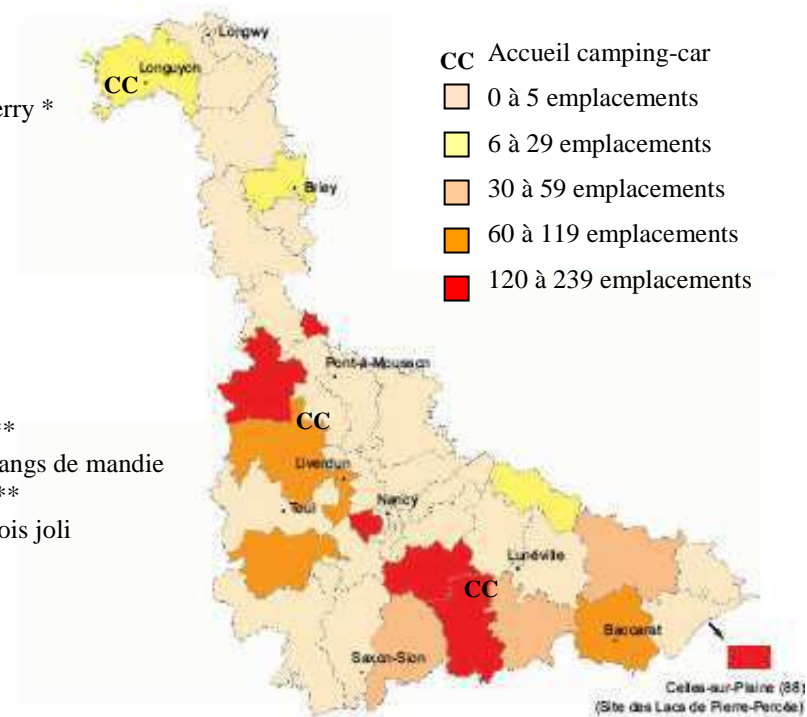 erry *
**
angs de mandie
**
ois joli
CC Accueil camping-car
0 à 5 emplacements
6 à 29 emplacements
30 à 59 emplacements
60 à 119 emplacements
120 à 239 emplacements
Longwy
Longuyon
CC
Briey
Pont-à-Mousson
CC
Liverdun
Nancy
Toul
Lunéville
CC
Baccarat
Saxon-Sion
Celles-sur-Plaine (88)
(Site des Lacs de Pierre-Percée)